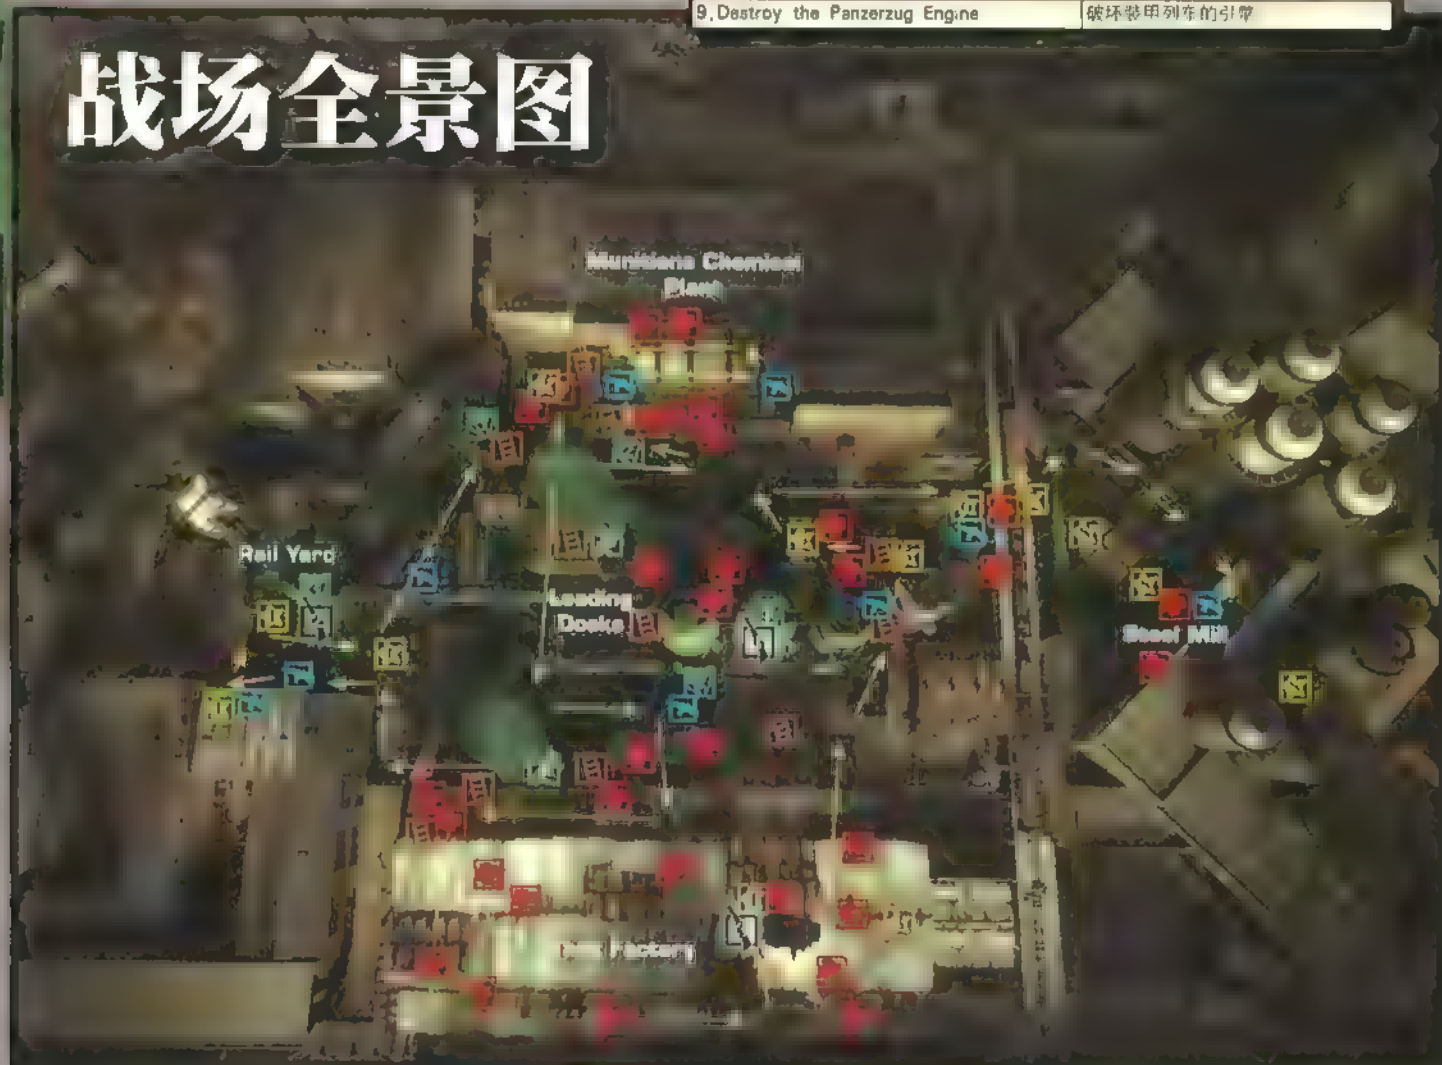 9.Destroy the Panzerzug Engine
破坏装甲列车的引擎
战场全景图
Munitions Chemical
Plant
Rail Yard
Loading
Docks
Steel Mill